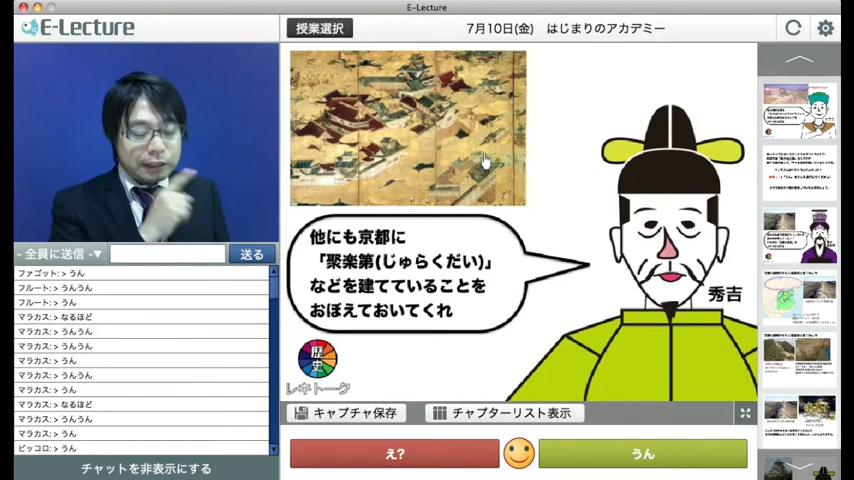 E-Lecture
E-Lecture
授業選択
7月10日(金) はじまりのアカデミー
他にも京都に
「聚楽第(じゅらくだい)」
などを建てていることを
おぼえておいてくれ
秀吉
歴史
レキトーク
- 全員に送信 -▼
送る
ファゴット: > うん
フルート: > うんうん
フルート: > うん
マラカス: > なるほど
マラカス: > うんうん
マラカス: > うん
マラカス: > うんうん
マラカス: > うん
マラカス: > なるほど
マラカス: > うんうん
マラカス: > うん
ピッコロ: > うん
チャットを非表示にする
キャプチャ保存
チャプターリスト表示
え?
うん